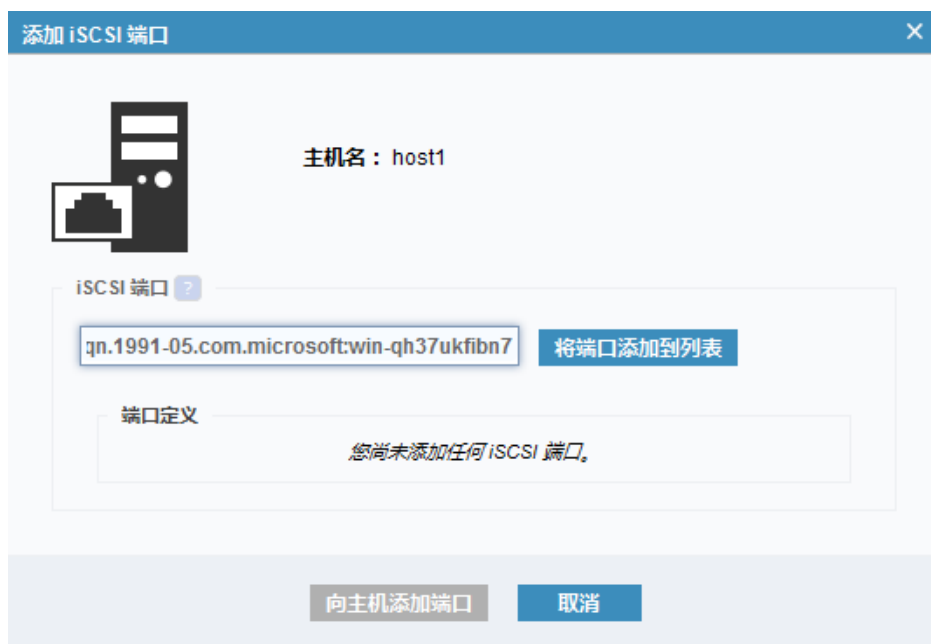 添加 iSCSI 端口
主机名： host1
iSCSI 端口 ?
qn.1991-05.com.microsoft:win-qh37ukfibn7
将端口添加到列表
端口定义
您尚未添加任何 iSCSI 端口。
向主机添加端口
取消